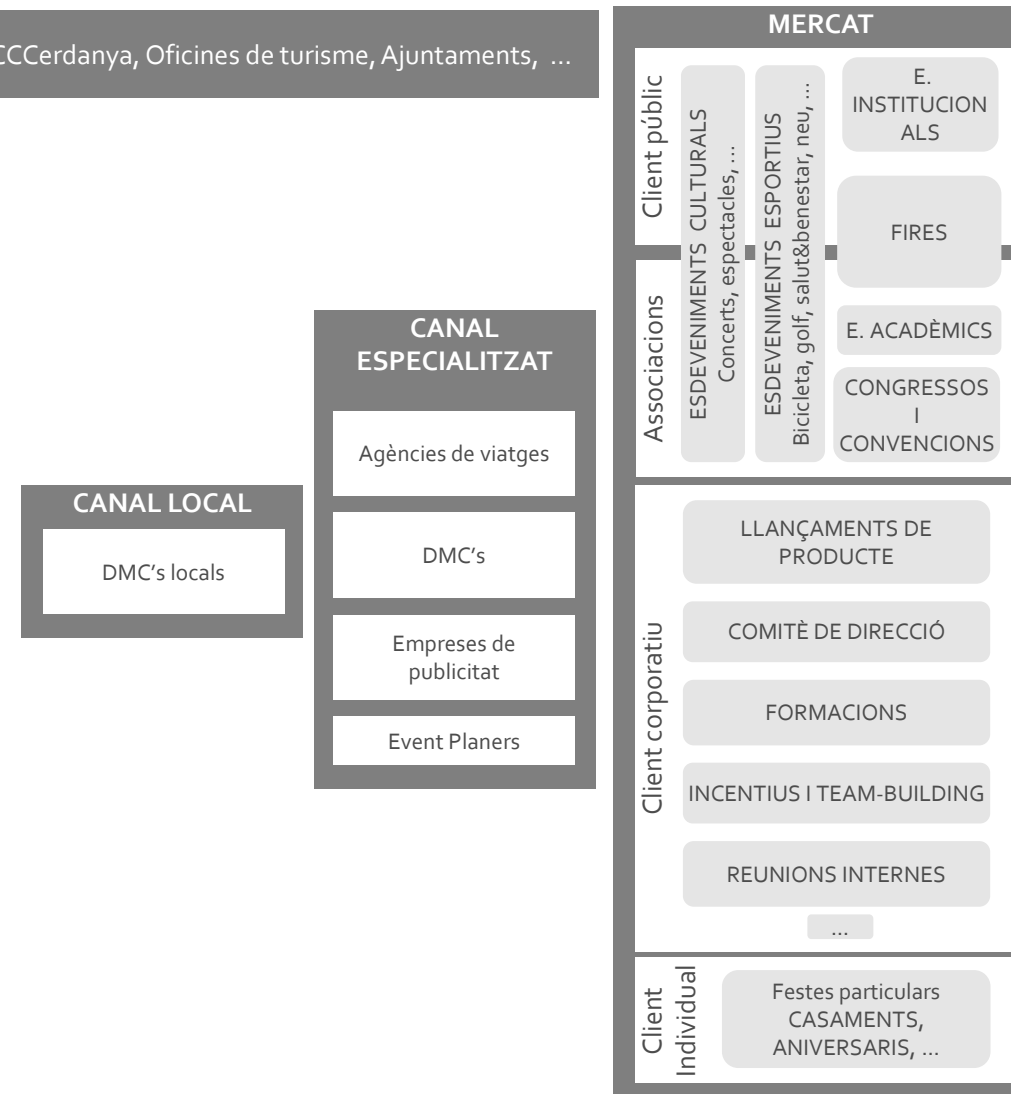 CCCerdanya, Oficines de turisme, Ajuntaments, ...
CANAL LOCAL
DMC's locals
CANAL
ESPECIALITZAT
Agències de viatges
DMC's
Empreses de
publicitat
Event Planers
MERCAT
Client públic
ESDEVENIMENTS CULTURALS
Concerts, espectacles, ...
ESDEVENIMENTS ESPORTIUS
Bicicleta, golf, salut&benestar, neu, ...
E.
INSTITUCION
ALS
FIRES
Associacions
E. ACADÈMICS
CONGRESSOS
I
CONVENCIONS
Client corporatiu
LLANÇAMENTS DE
PRODUCTE
COMITÈ DE DIRECCIÓ
FORMACIONS
INCENTIUS I TEAM-BUILDING
REUNIONS INTERNES
...
Client
Individual
Festes particulars
CASAMENTS,
ANIVERSARIS, ...